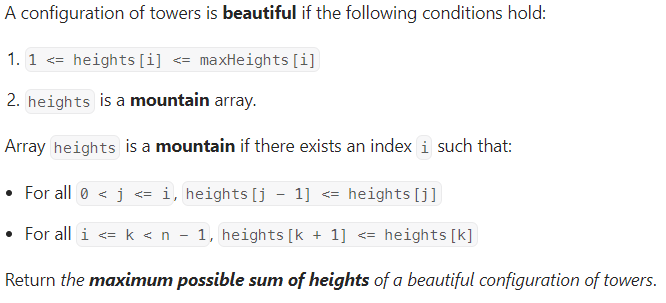 A configuration of towers is beautiful if the following conditions hold:
1. 1 <= heights[i] <= maxHeights[i]
2. heights is a mountain array.
Array heights is a mountain if there exists an index i such that:
• For all 0 < j <= i, heights[j - 1] <= heights[j]
• For all i <= k < n - 1, heights[k + 1] <= heights[k]
Return the maximum possible sum of heights of a beautiful configuration of towers.